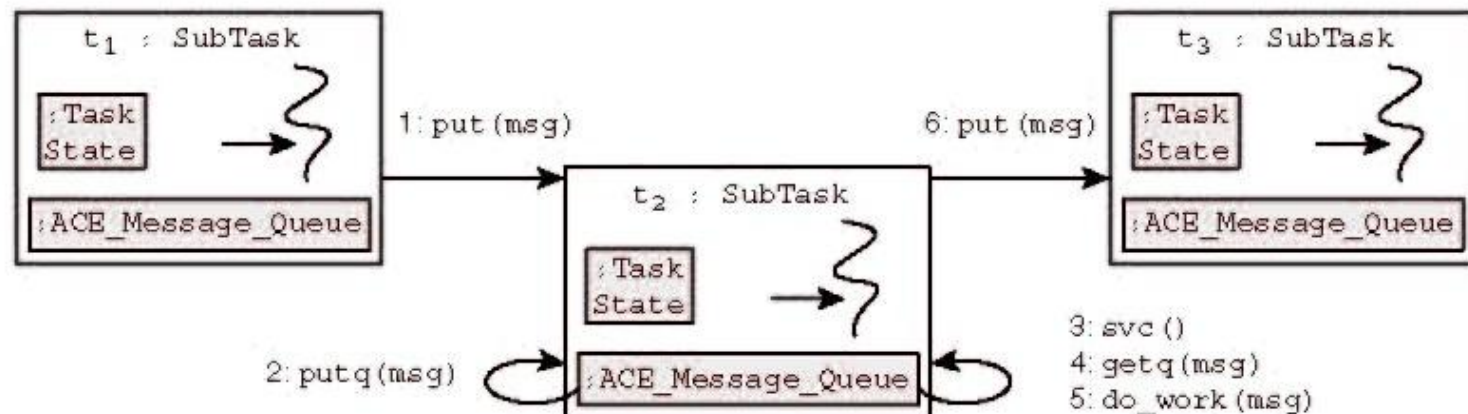 t1 : SubTask
:Task
State
:ACE_Message_Queue
1: put(msg)
t2 : SubTask
:Task
State
:ACE_Message_Queue
2: putq(msg)
3: svc()
4: getq(msg)
5: do_work(msg)
6: put(msg)
t3 : SubTask
:Task
State
:ACE_Message_Queue